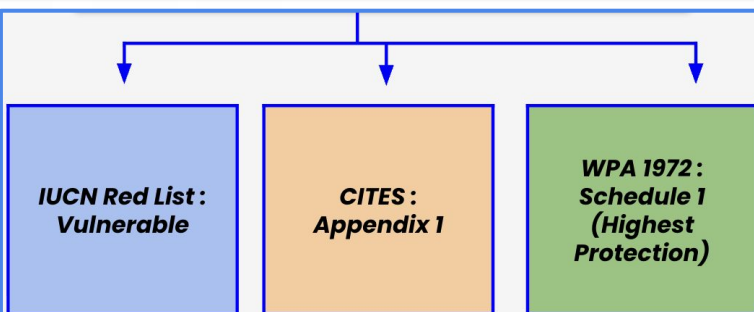 IUCN Red List :
Vulnerable
CITES :
Appendix 1
WPA 1972 :
Schedule 1
(Highest
Protection)